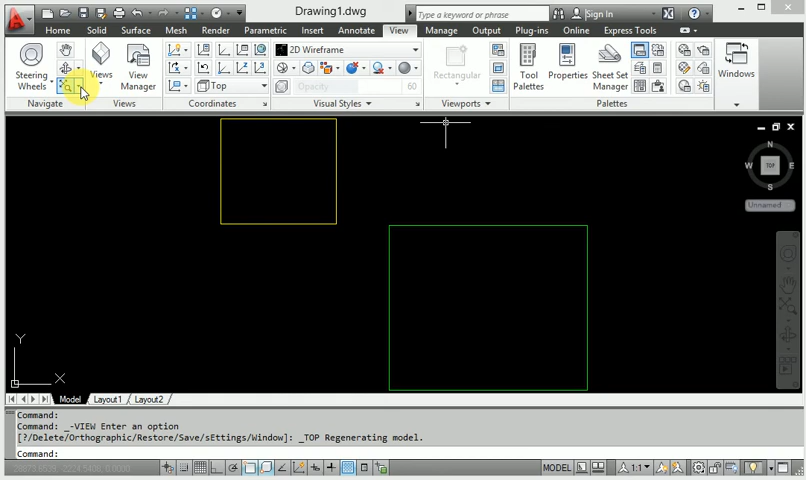 Drawing1.dwg
Type a keyword or phrase
Sign In
Home Solid Surface Mesh Render Insert Annotate View Manage Output Plug-ins Online Express Tools
2D Wireframe
Steering Wheels
Views
View Manager
Top
Opacity 60
Rectangular
Tool Palettes
Properties
Sheet Set Manager
Windows
Navigate Views Coordinates Visual Styles Viewports Palettes
N
W TOP E
S
Unnamed
Y
X
Model Layout1 Layout2
Command:
Command: _-VIEW Enter an option
[?/Delete/Orthographic/Restore/Save/sEttings/Window]: _TOP Regenerating model.
Command:
MODEL 1:1